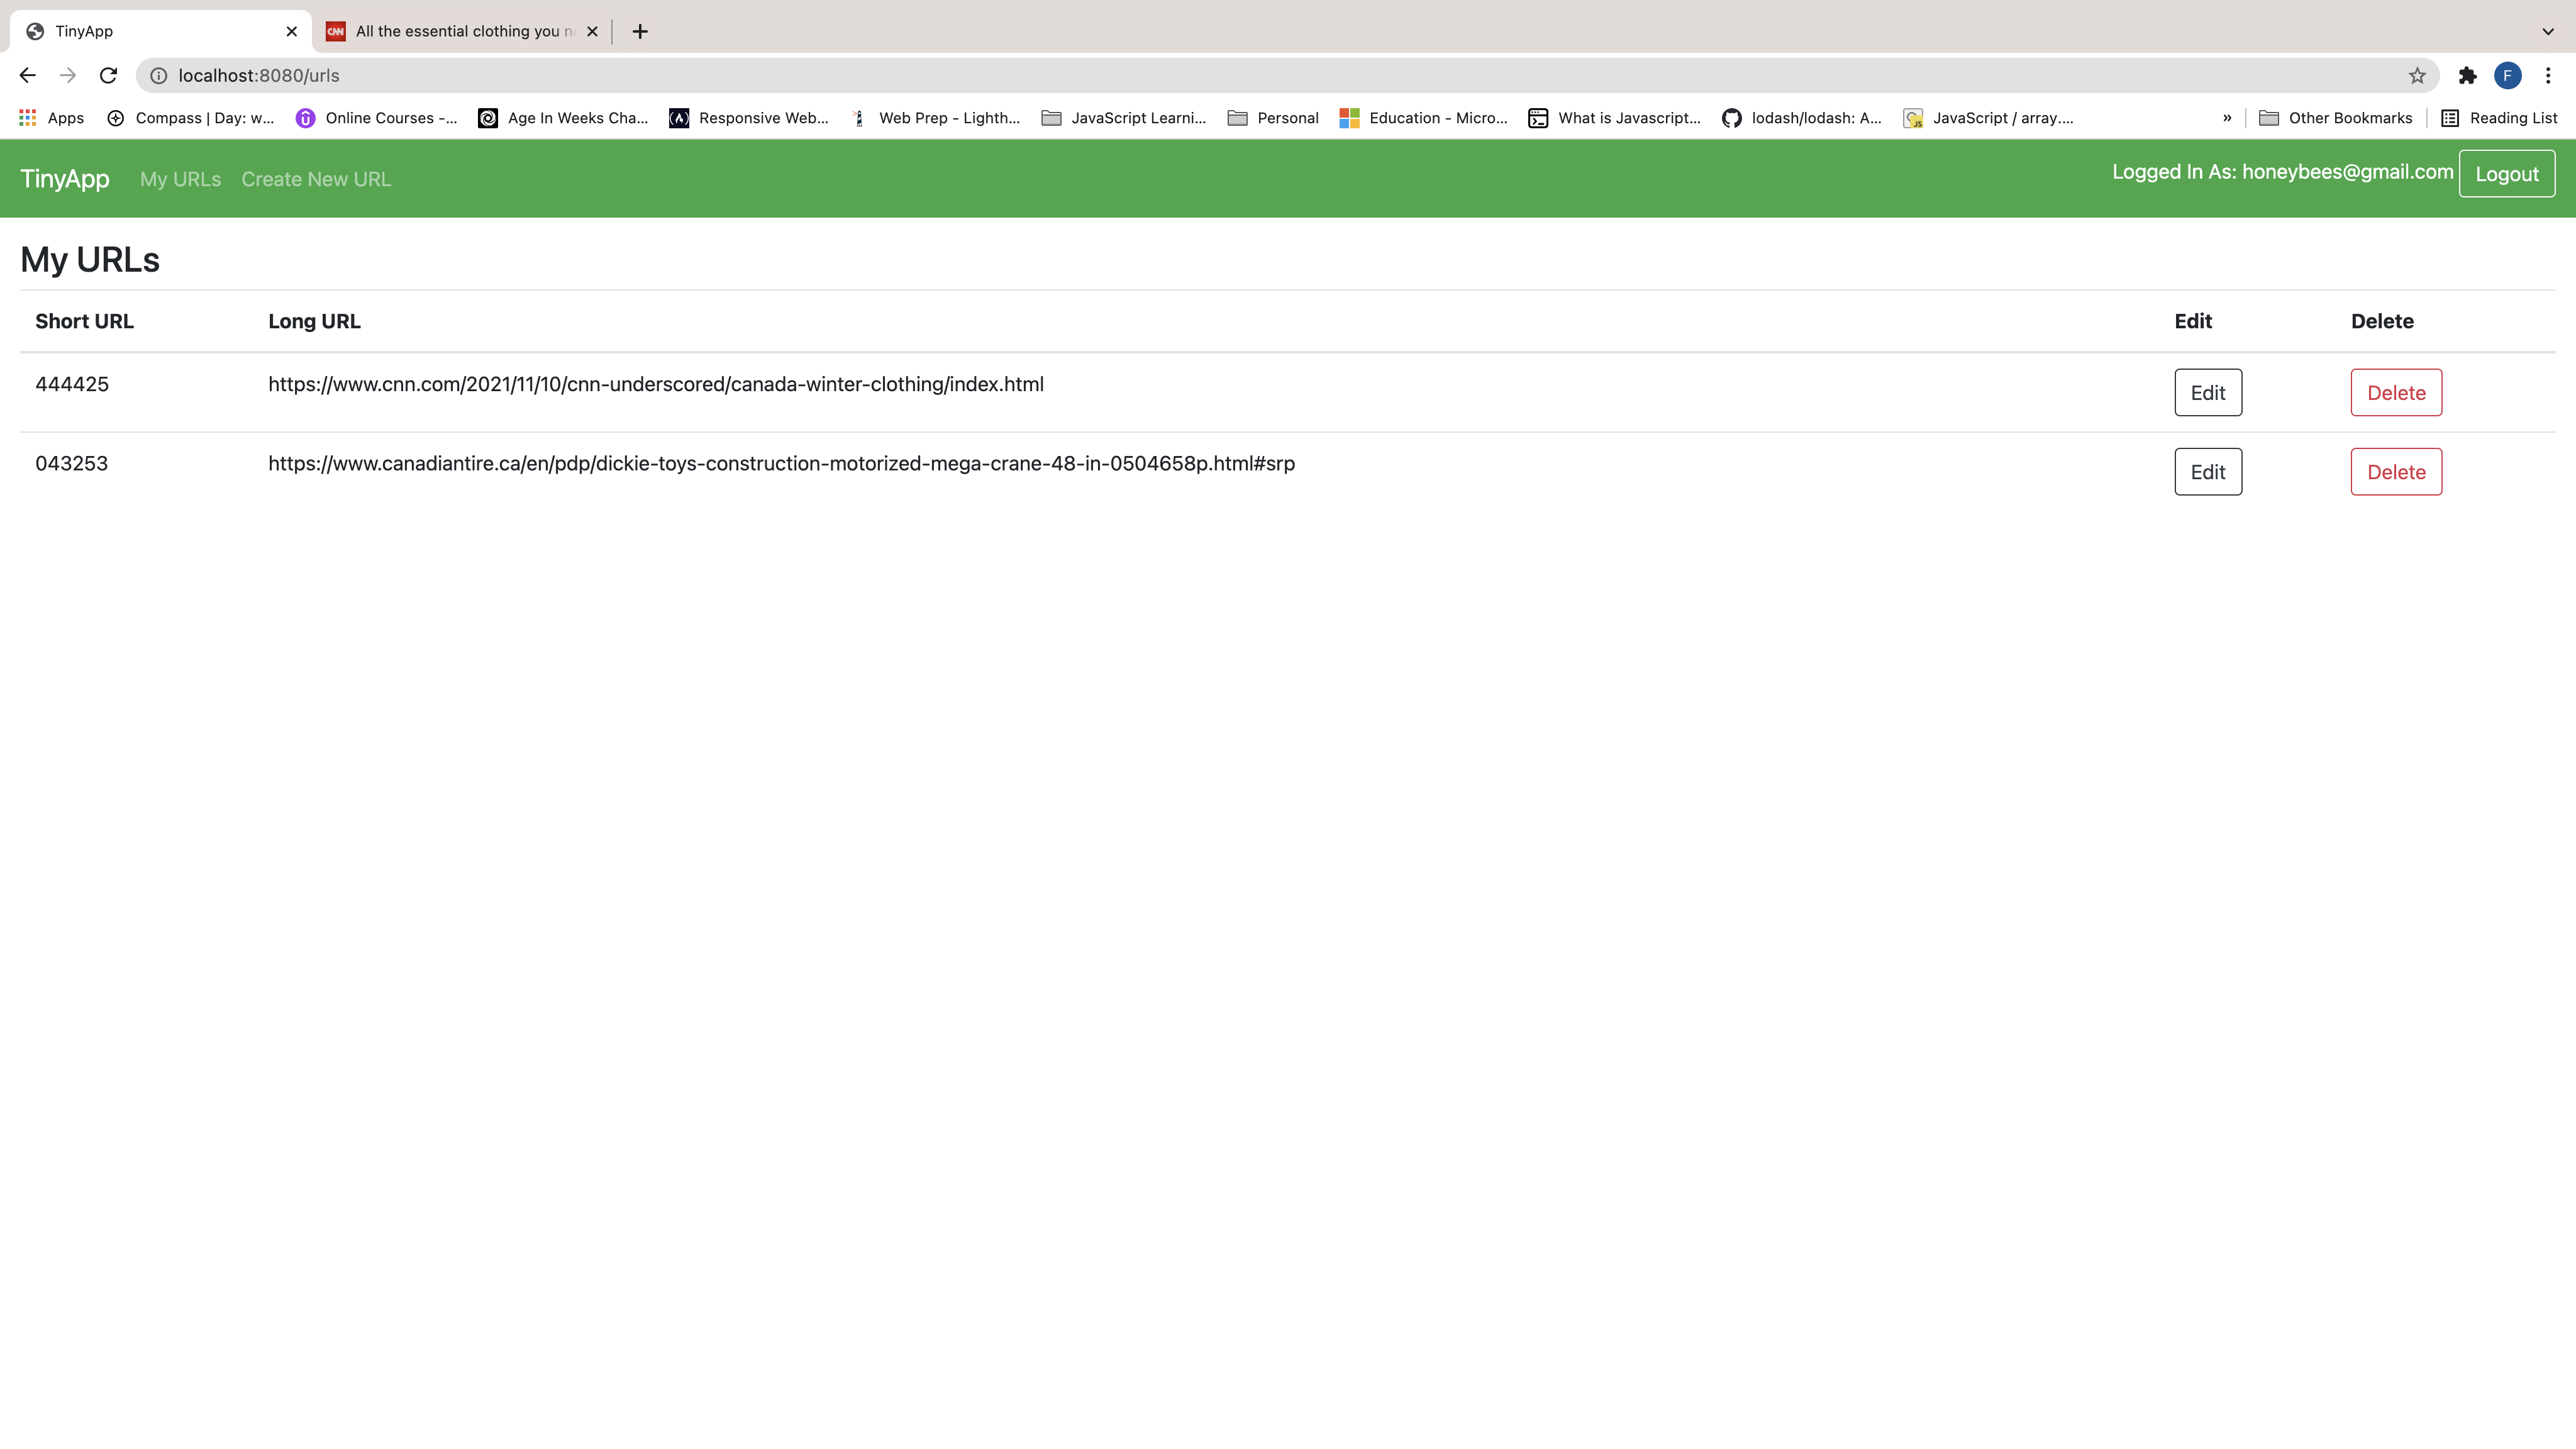 TinyApp
All the essential clothing you n
localhost:8080/urls
Apps Compass | Day: w... Online Courses -... Age In Weeks Cha... Responsive Web... Web Prep - Lighth... JavaScript Learni... Personal Education - Micro... What is Javascript... lodash/lodash: A... JavaScript / array.... » Other Bookmarks Reading List
TinyApp My URLs Create New URL Logged In As: honeybees@gmail.com Logout
My URLs
Short URL Long URL Edit Delete
444425 https://www.cnn.com/2021/11/10/cnn-underscored/canada-winter-clothing/index.html Edit Delete
043253 https://www.canadiantire.ca/en/pdp/dickie-toys-construction-motorized-mega-crane-48-in-0504658p.html#srp Edit Delete